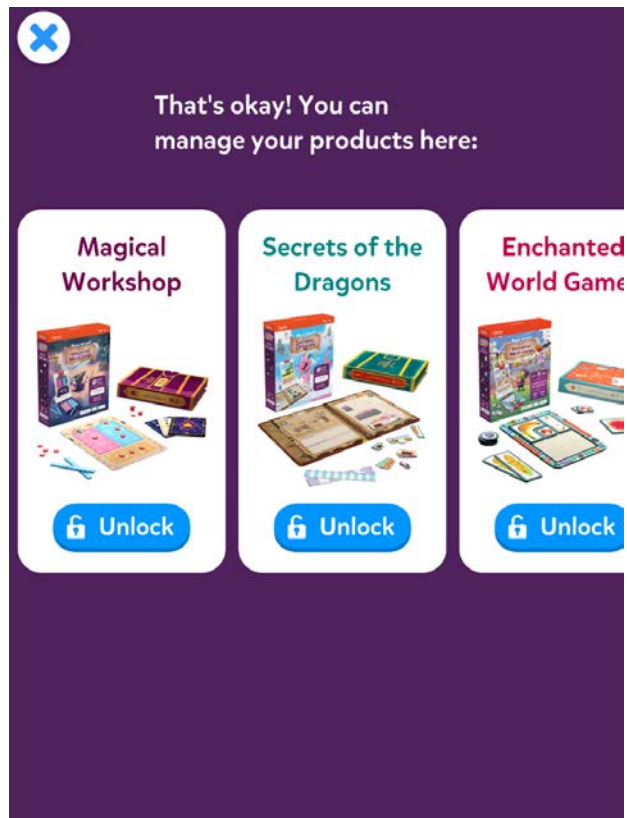 That's okay! You can
manage your products here:
Magical
Workshop
Unlock
Secrets of the
Dragons
Unlock
Enchanted
World Game
Unlock